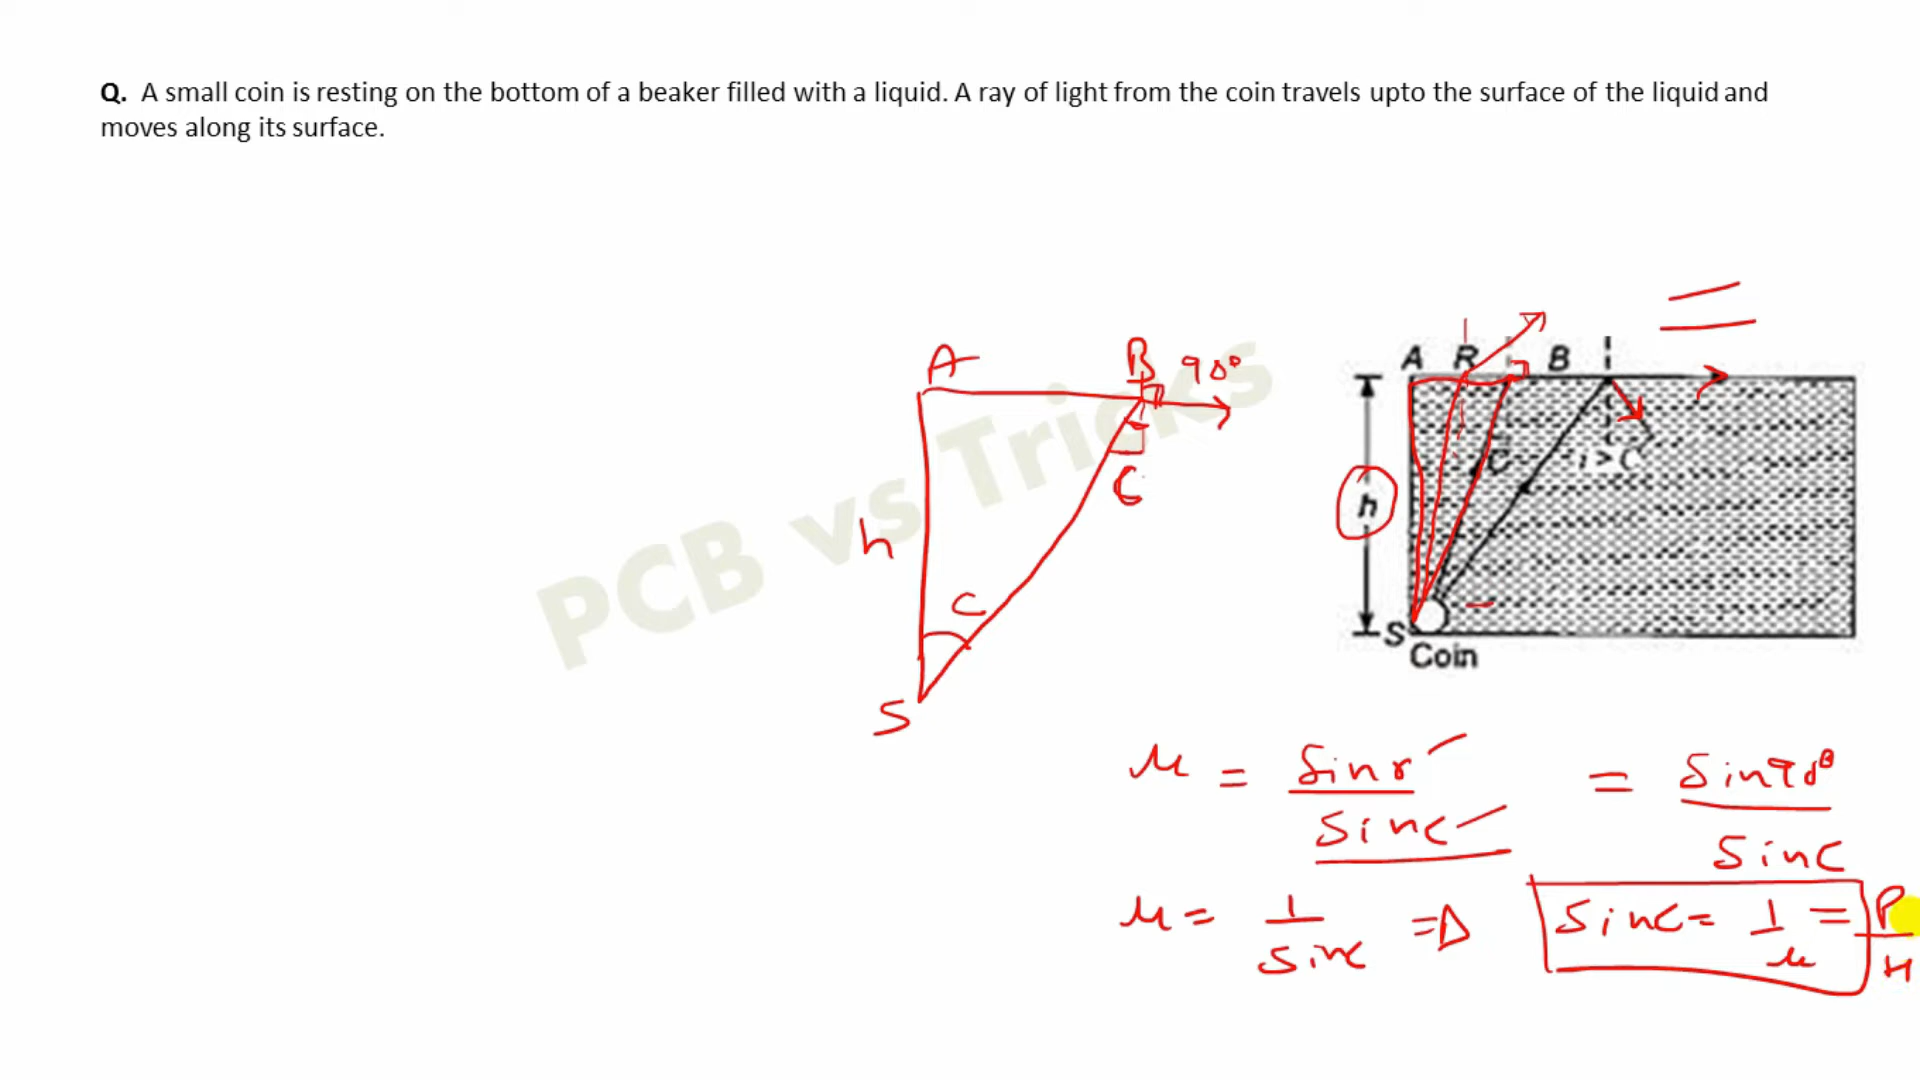 Q. A small coin is resting on the bottom of a beaker filled with a liquid. A ray of light from the coin travels upto the surface of the liquid and
moves along its surface.
PCB vs Tricks
A B 90°
C
h
C
S
A R B
C i > C
h
S
Coin
μ = sin r / sin c = sin 90° / sin C
μ = 1 / sin c ⇒ sin C = 1 / μ = P / H